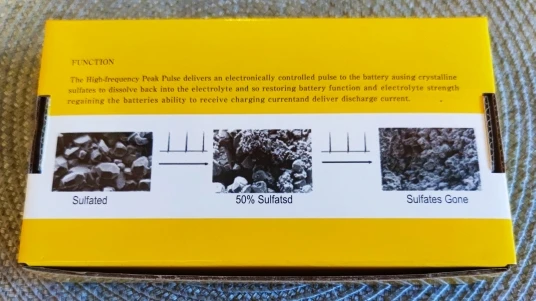 FUNCTION
The High-frequency Peak Pulse delivers an electronically controlled pulse to the battery ausing crystalline
sulfates to dissolve back into the electrolyte and so restoring battery function and electrolyte strength
regaining the batteries ability to receive charging currentand deliver discharge current.
Sulfated
50% Sulfatsd
Sulfates Gone